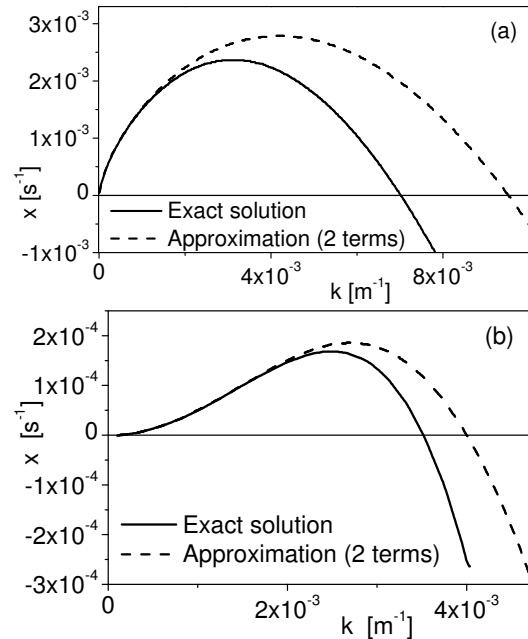 (a)
3x10⁻³
2x10⁻³
1x10⁻³
0
-1x10⁻³
x [s⁻¹]
Exact solution
Approximation (2 terms)
0 4x10⁻³ 8x10⁻³
k [m⁻¹]
(b)
2x10⁻⁴
1x10⁻⁴
0
-1x10⁻⁴
-2x10⁻⁴
-3x10⁻⁴
x [s⁻¹]
Exact solution
Approximation (2 terms)
0 2x10⁻³ 4x10⁻³
k [m⁻¹]